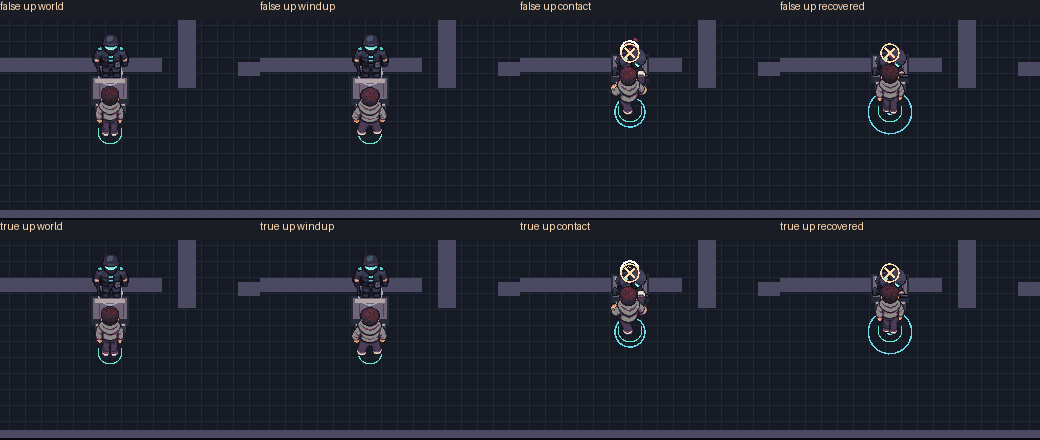 false up world
false up windup
false up contact
false up recovered
true up world
true up windup
true up contact
true up recovered